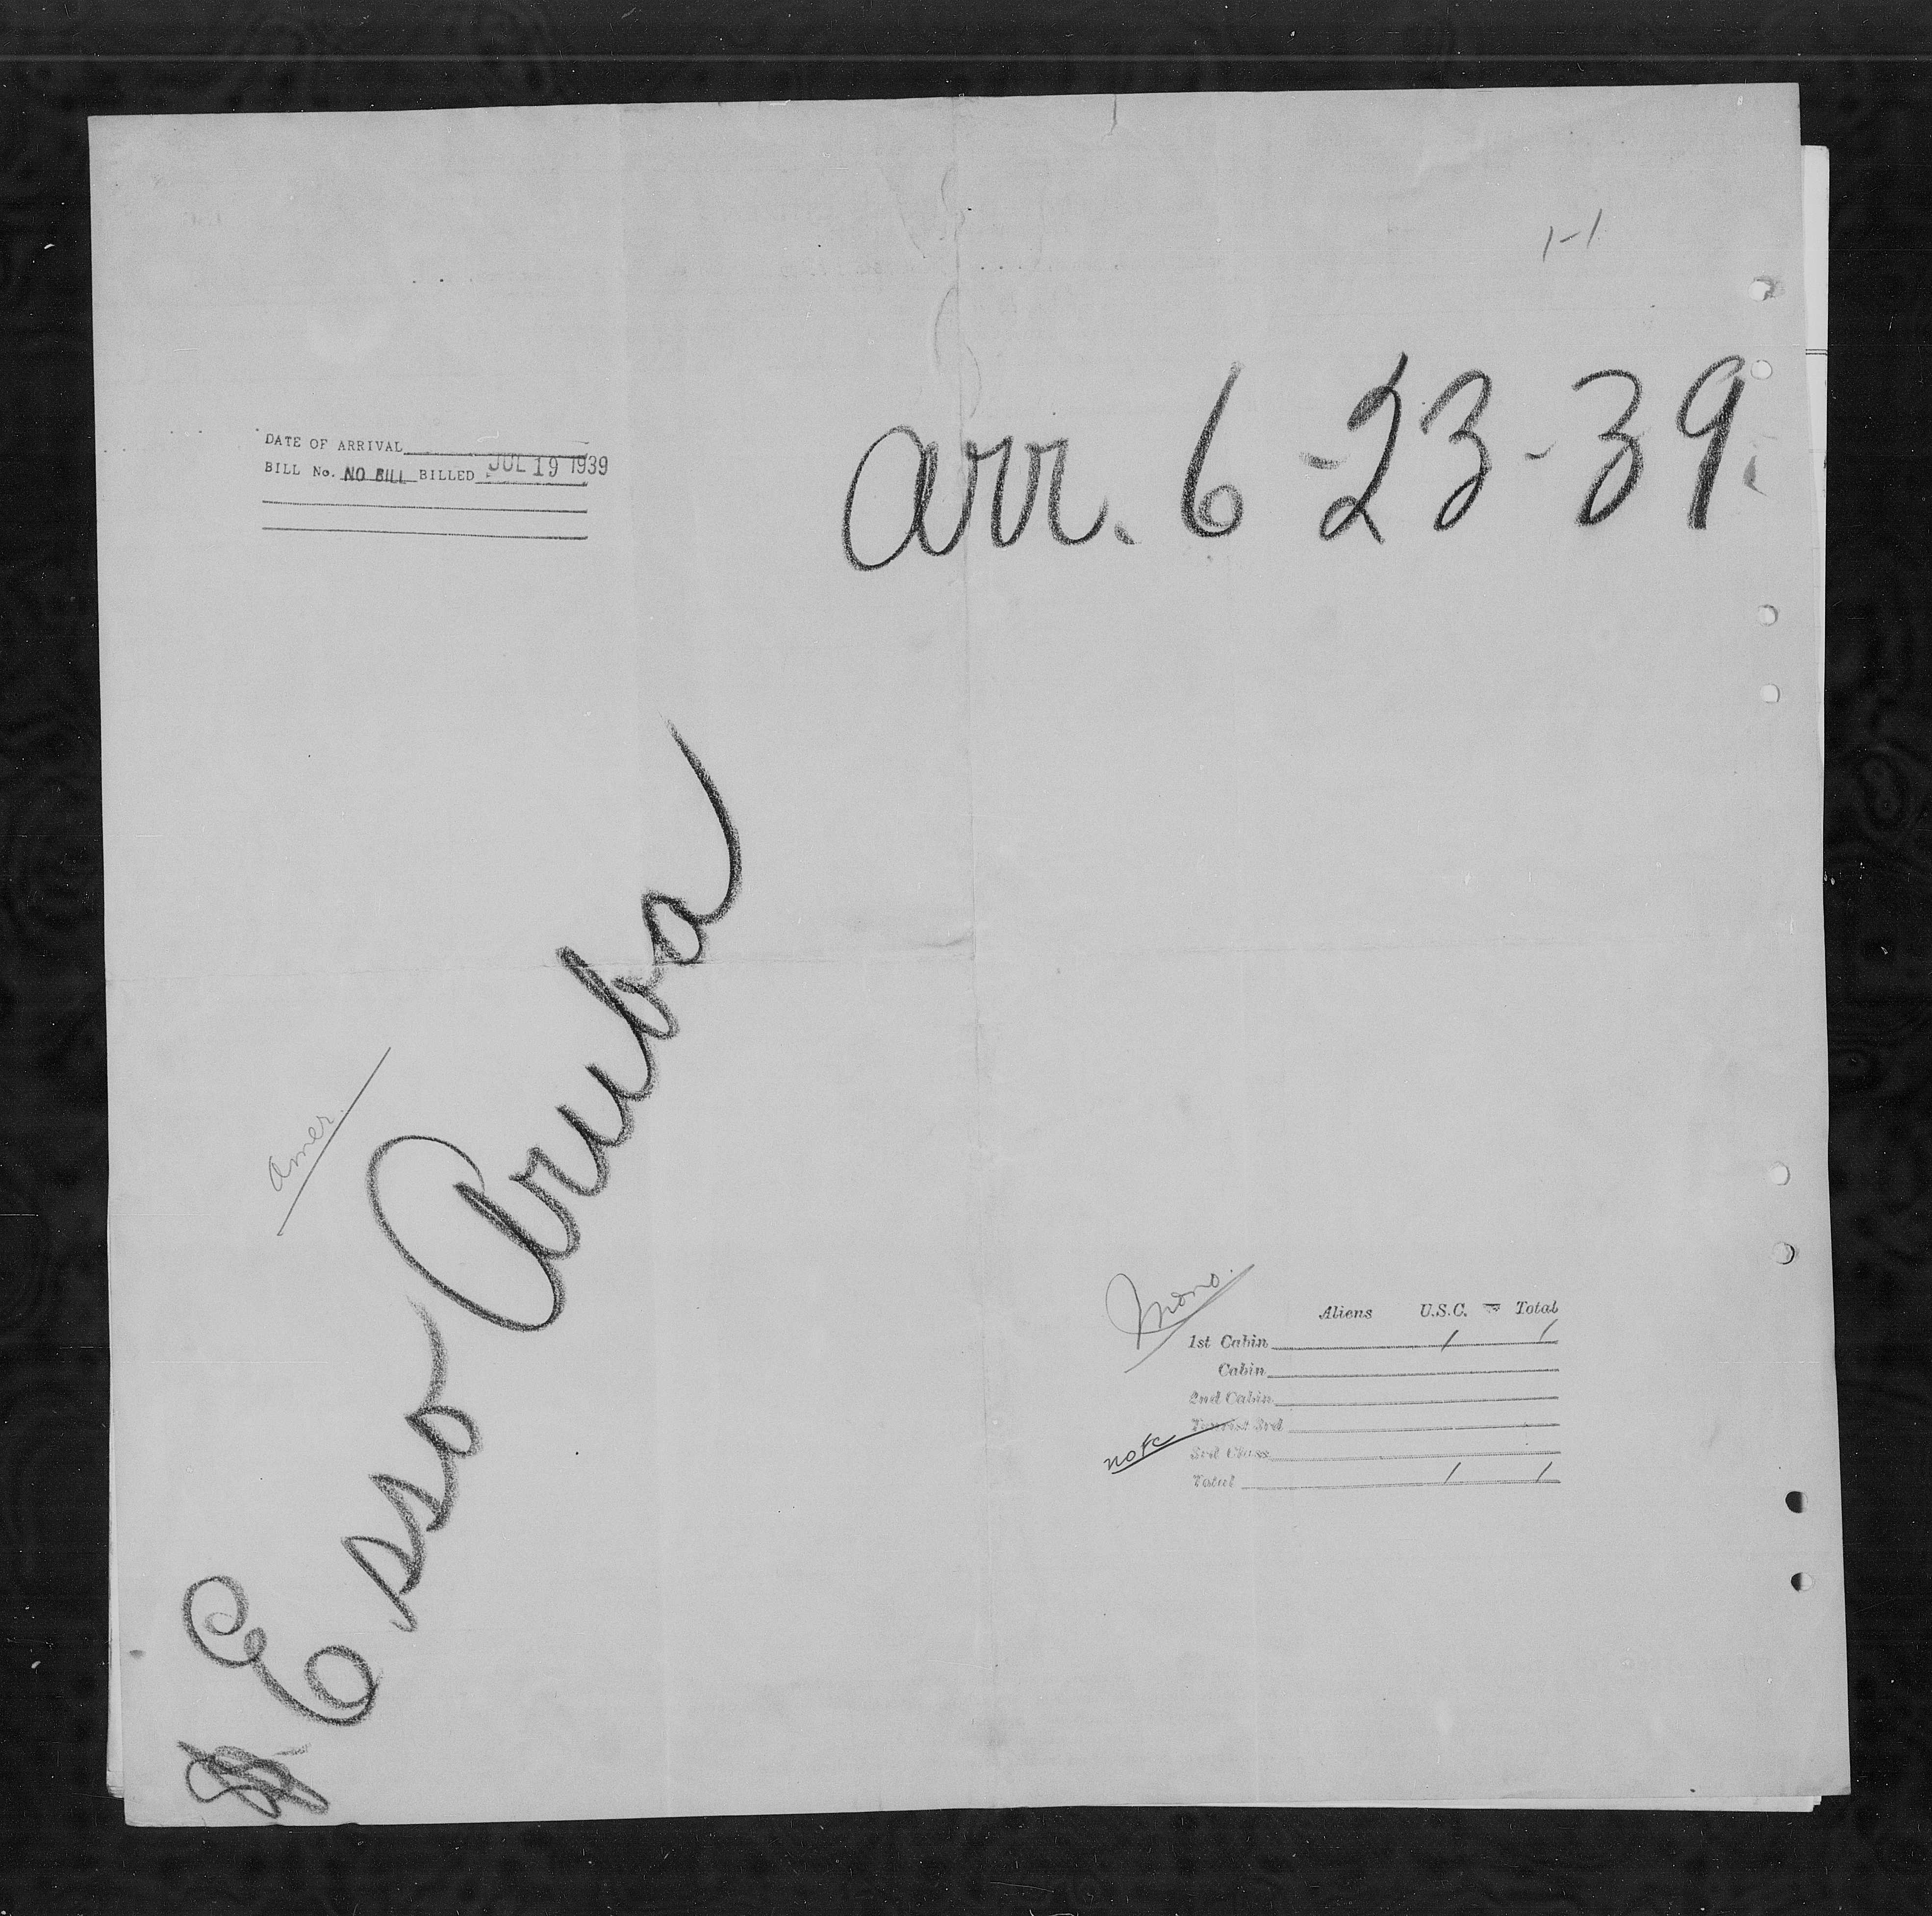 1-1
arr. 6-23-39.
DATE OF ARRIVAL
BILL No. NO BILL BILLED JUL 19 1939
Esso Aruba
Amer.
Aliens U.S.C. Total
1st Cabin 1 1
Cabin
2nd Cabin
Tourist 3rd
note
3rd Class
Total 1 1